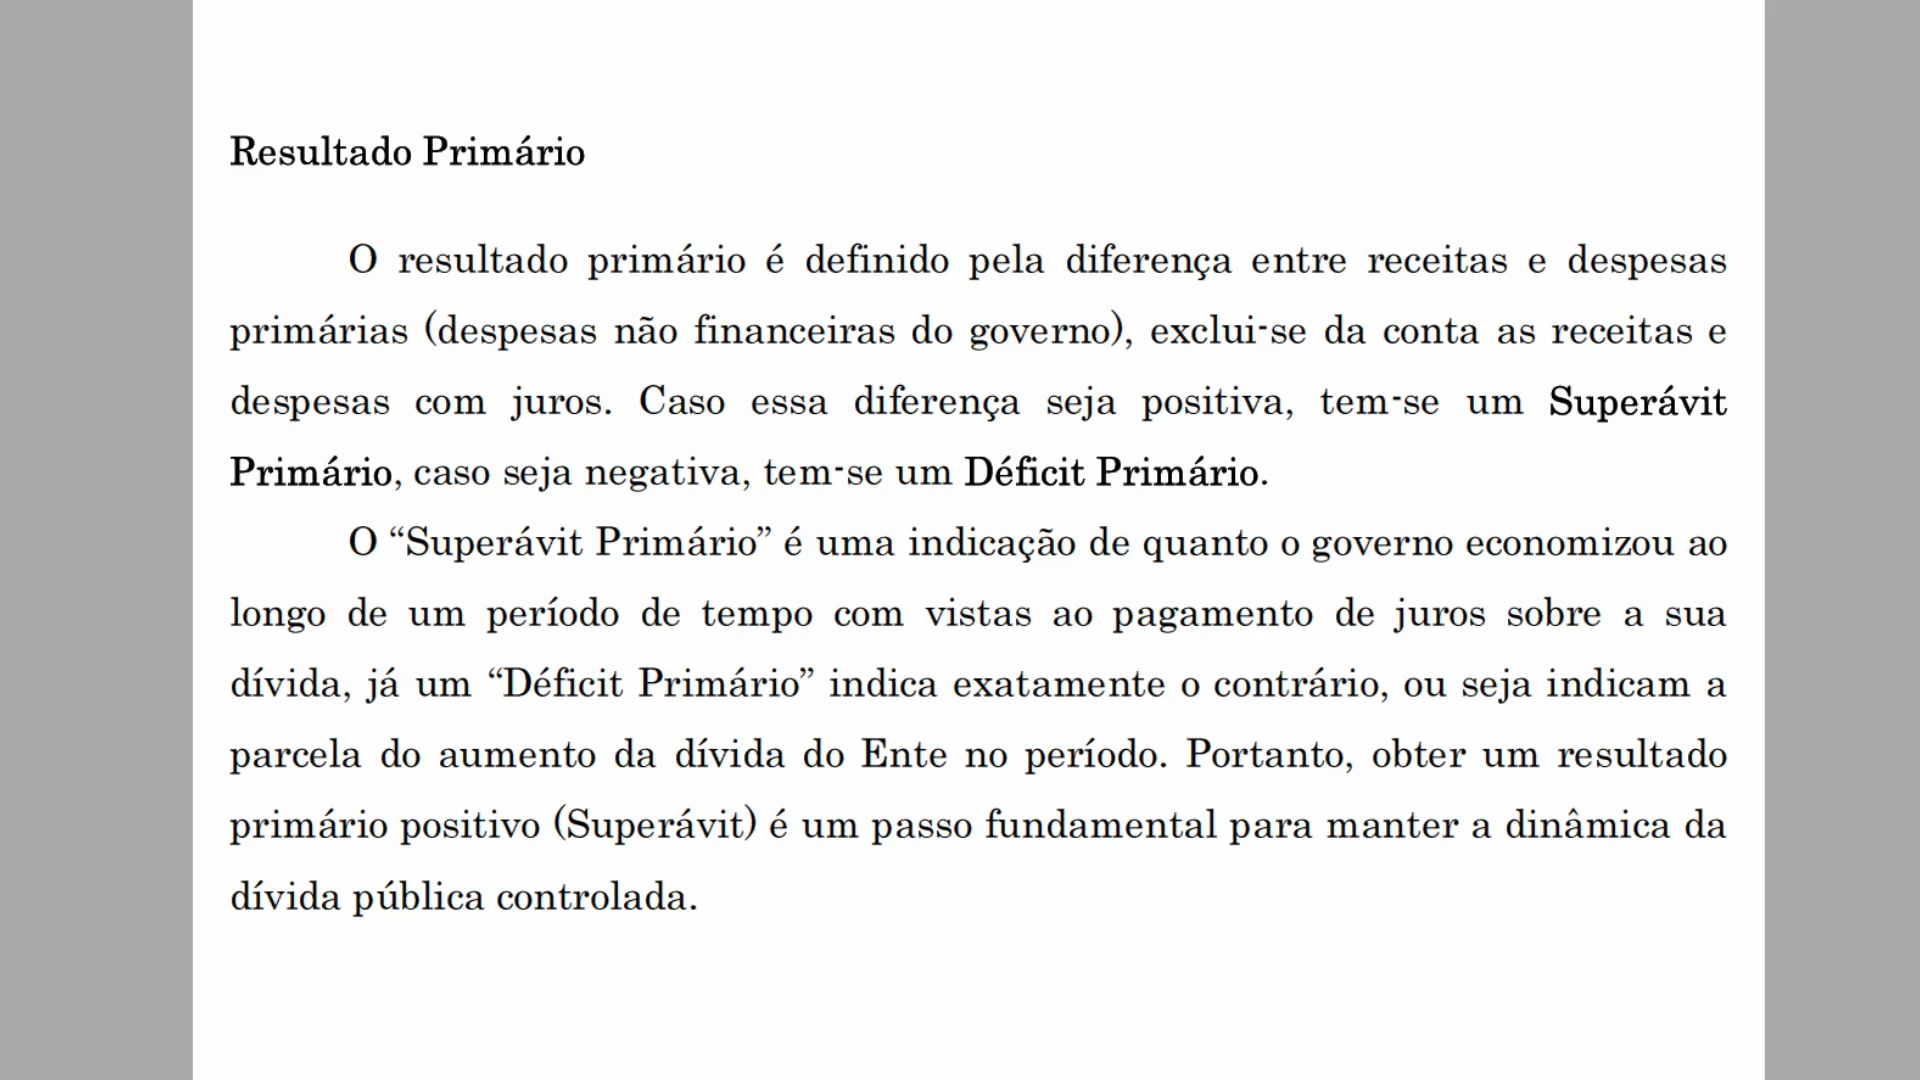 Resultado Primário
O resultado primário é definido pela diferença entre receitas e despesas
primárias (despesas não financeiras do governo), exclui-se da conta as receitas e
despesas com juros. Caso essa diferença seja positiva, tem-se um Superávit
Primário, caso seja negativa, tem-se um Déficit Primário.
O “Superávit Primário” é uma indicação de quanto o governo economizou ao
longo de um período de tempo com vistas ao pagamento de juros sobre a sua
dívida, já um “Déficit Primário” indica exatamente o contrário, ou seja indicam a
parcela do aumento da dívida do Ente no período. Portanto, obter um resultado
primário positivo (Superávit) é um passo fundamental para manter a dinâmica da
dívida pública controlada.